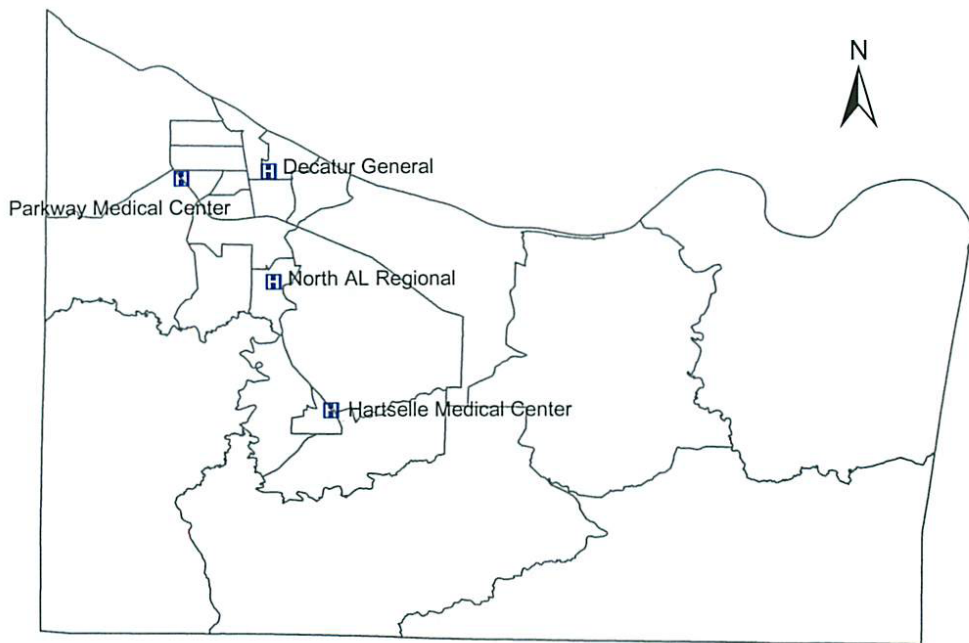 N
H Decatur General
H
Parkway Medical Center
H North AL Regional
H Hartselle Medical Center